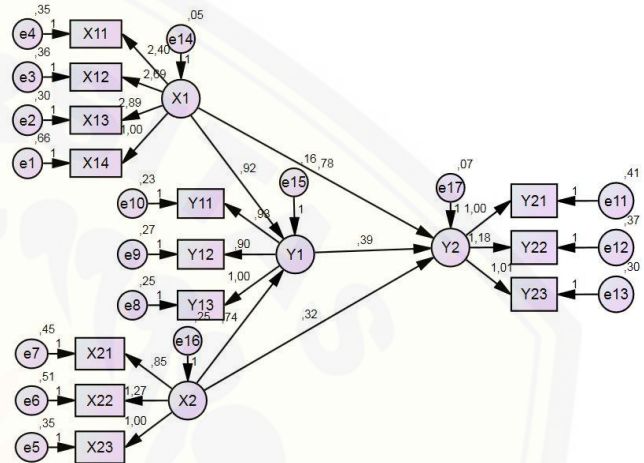 ,35
e4 1 X11
,36
e3 1 X12
,30
e2 1 X13
,66
e1 1 X14
,05
e14
1
X1
2,40
2,69
2,89
1,00
,92
,16 ,78
,23
e10 1 Y11
,27
e9 1 Y12
,25
e8 1 Y13
e15
1
Y1
,93
,90
1,00
,39
,07
e17
1
Y2
1,00
1,18
1,01
Y21 1 e11 ,41
Y22 1 e12 ,37
Y23 1 e13 ,30
,25 ,74
e16
1
X2
,32
,45
e7 1 X21
,51
e6 1 X22
,35
e5 1 X23
,85
1,27
1,00